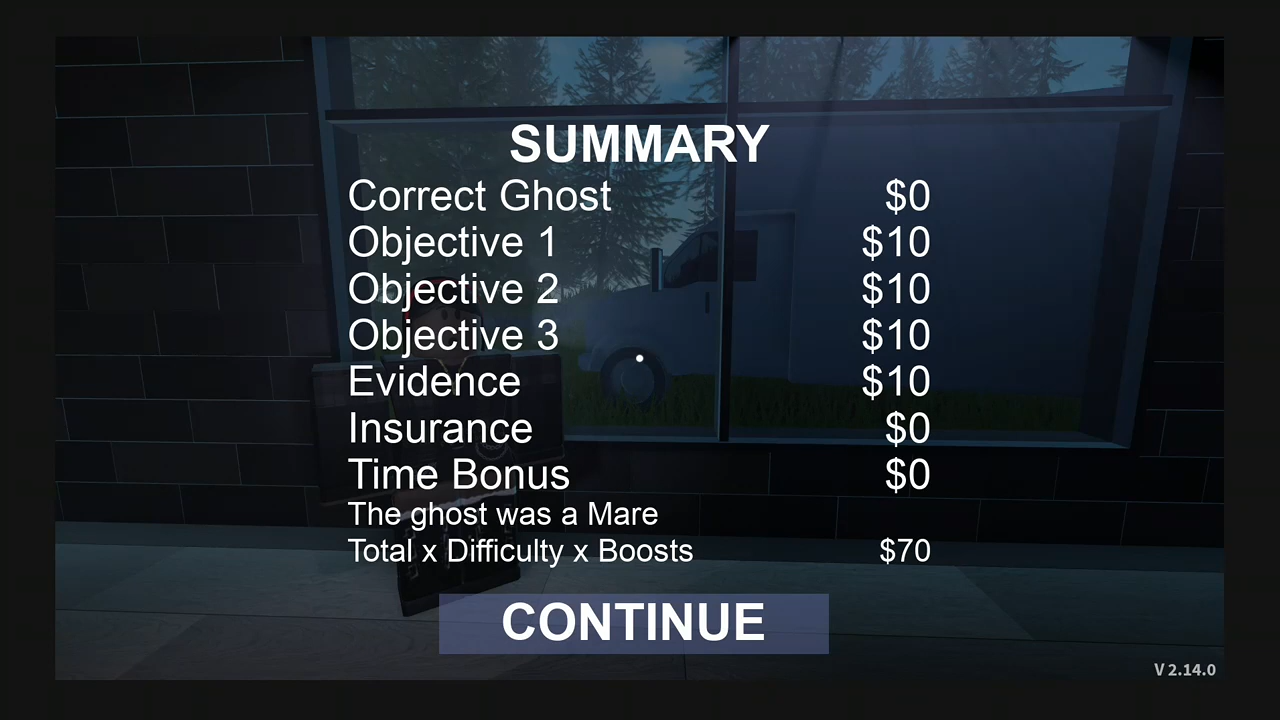 SUMMARY
Correct Ghost $0
Objective 1 $10
Objective 2 $10
Objective 3 $10
Evidence $10
Insurance $0
Time Bonus $0
The ghost was a Mare
Total x Difficulty x Boosts $70
CONTINUE
V 2.14.0